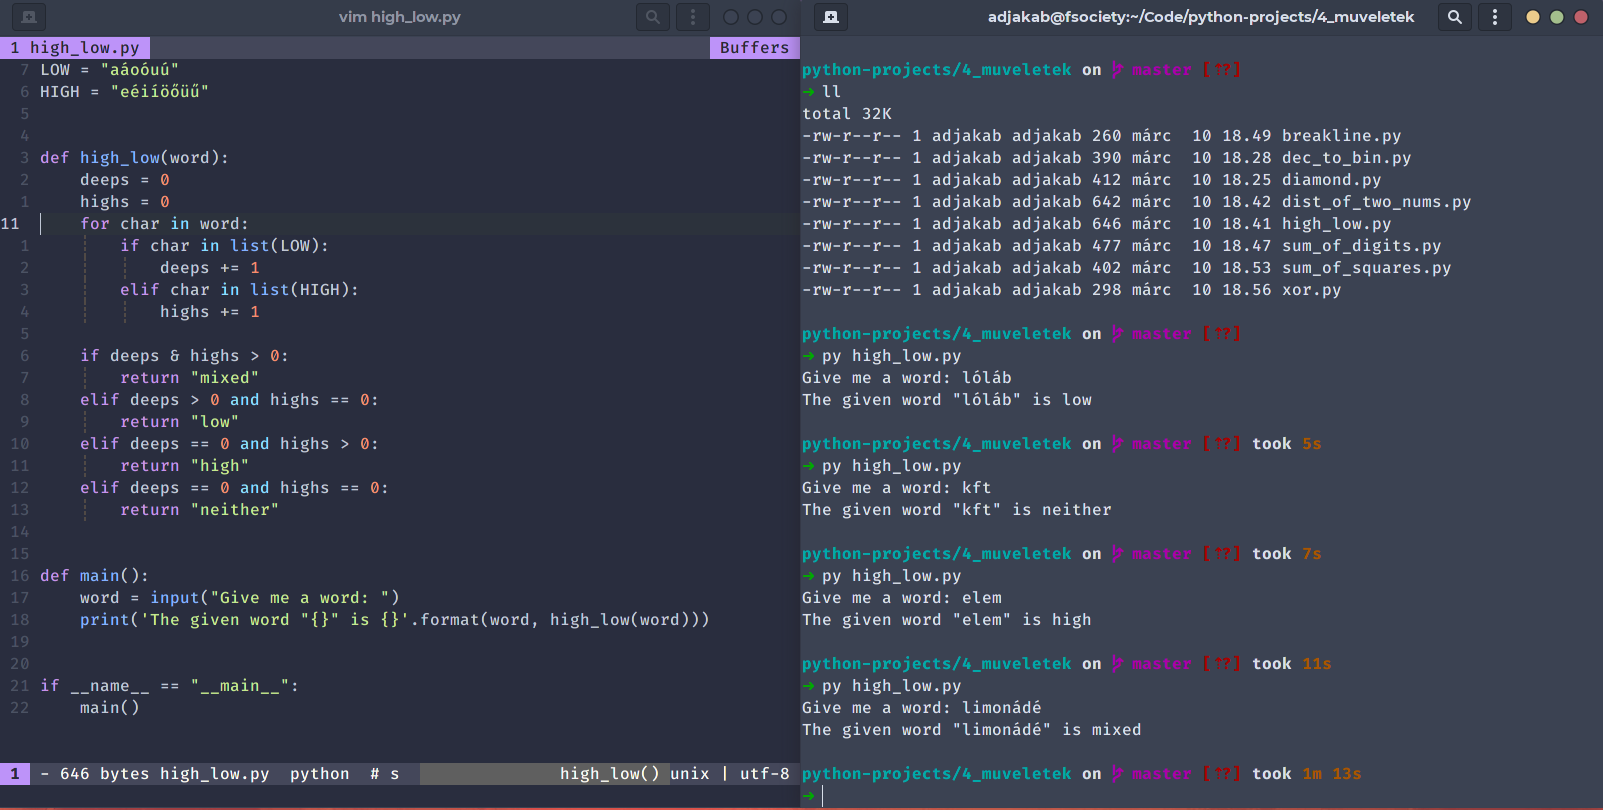 vim high_low.py
1 high_low.py
Buffers
7 LOW = "aáoóuú"
6 HIGH = "eéiíöőüű"
5
4
3 def high_low(word):
2     deeps = 0
1     highs = 0
11     for char in word:
1         if char in list(LOW):
2             deeps += 1
3         elif char in list(HIGH):
4             highs += 1
5
6     if deeps & highs > 0:
7         return "mixed"
8     elif deeps > 0 and highs == 0:
9         return "low"
10     elif deeps == 0 and highs > 0:
11         return "high"
12     elif deeps == 0 and highs == 0:
13         return "neither"
14
15
16 def main():
17     word = input("Give me a word: ")
18     print('The given word "{}" is {}'.format(word, high_low(word)))
19
20
21 if __name__ == "__main__":
22     main()
1 - 646 bytes high_low.py python # s high_low() unix | utf-8
adjakab@fsociety:~/Code/python-projects/4_muveletek
python-projects/4_muveletek on master [??]
➜ ll
total 32K
-rw-r--r-- 1 adjakab adjakab 260 márc  10 18.49 breakline.py
-rw-r--r-- 1 adjakab adjakab 390 márc  10 18.28 dec_to_bin.py
-rw-r--r-- 1 adjakab adjakab 412 márc  10 18.25 diamond.py
-rw-r--r-- 1 adjakab adjakab 642 márc  10 18.42 dist_of_two_nums.py
-rw-r--r-- 1 adjakab adjakab 646 márc  10 18.41 high_low.py
-rw-r--r-- 1 adjakab adjakab 477 márc  10 18.47 sum_of_digits.py
-rw-r--r-- 1 adjakab adjakab 402 márc  10 18.53 sum_of_squares.py
-rw-r--r-- 1 adjakab adjakab 298 márc  10 18.56 xor.py
python-projects/4_muveletek on master [??]
➜ py high_low.py
Give me a word: lóláb
The given word "lóláb" is low
python-projects/4_muveletek on master [??] took 5s
➜ py high_low.py
Give me a word: kft
The given word "kft" is neither
python-projects/4_muveletek on master [??] took 7s
➜ py high_low.py
Give me a word: elem
The given word "elem" is high
python-projects/4_muveletek on master [??] took 11s
➜ py high_low.py
Give me a word: limonádé
The given word "limonádé" is mixed
python-projects/4_muveletek on master [??] took 1m 13s
➜